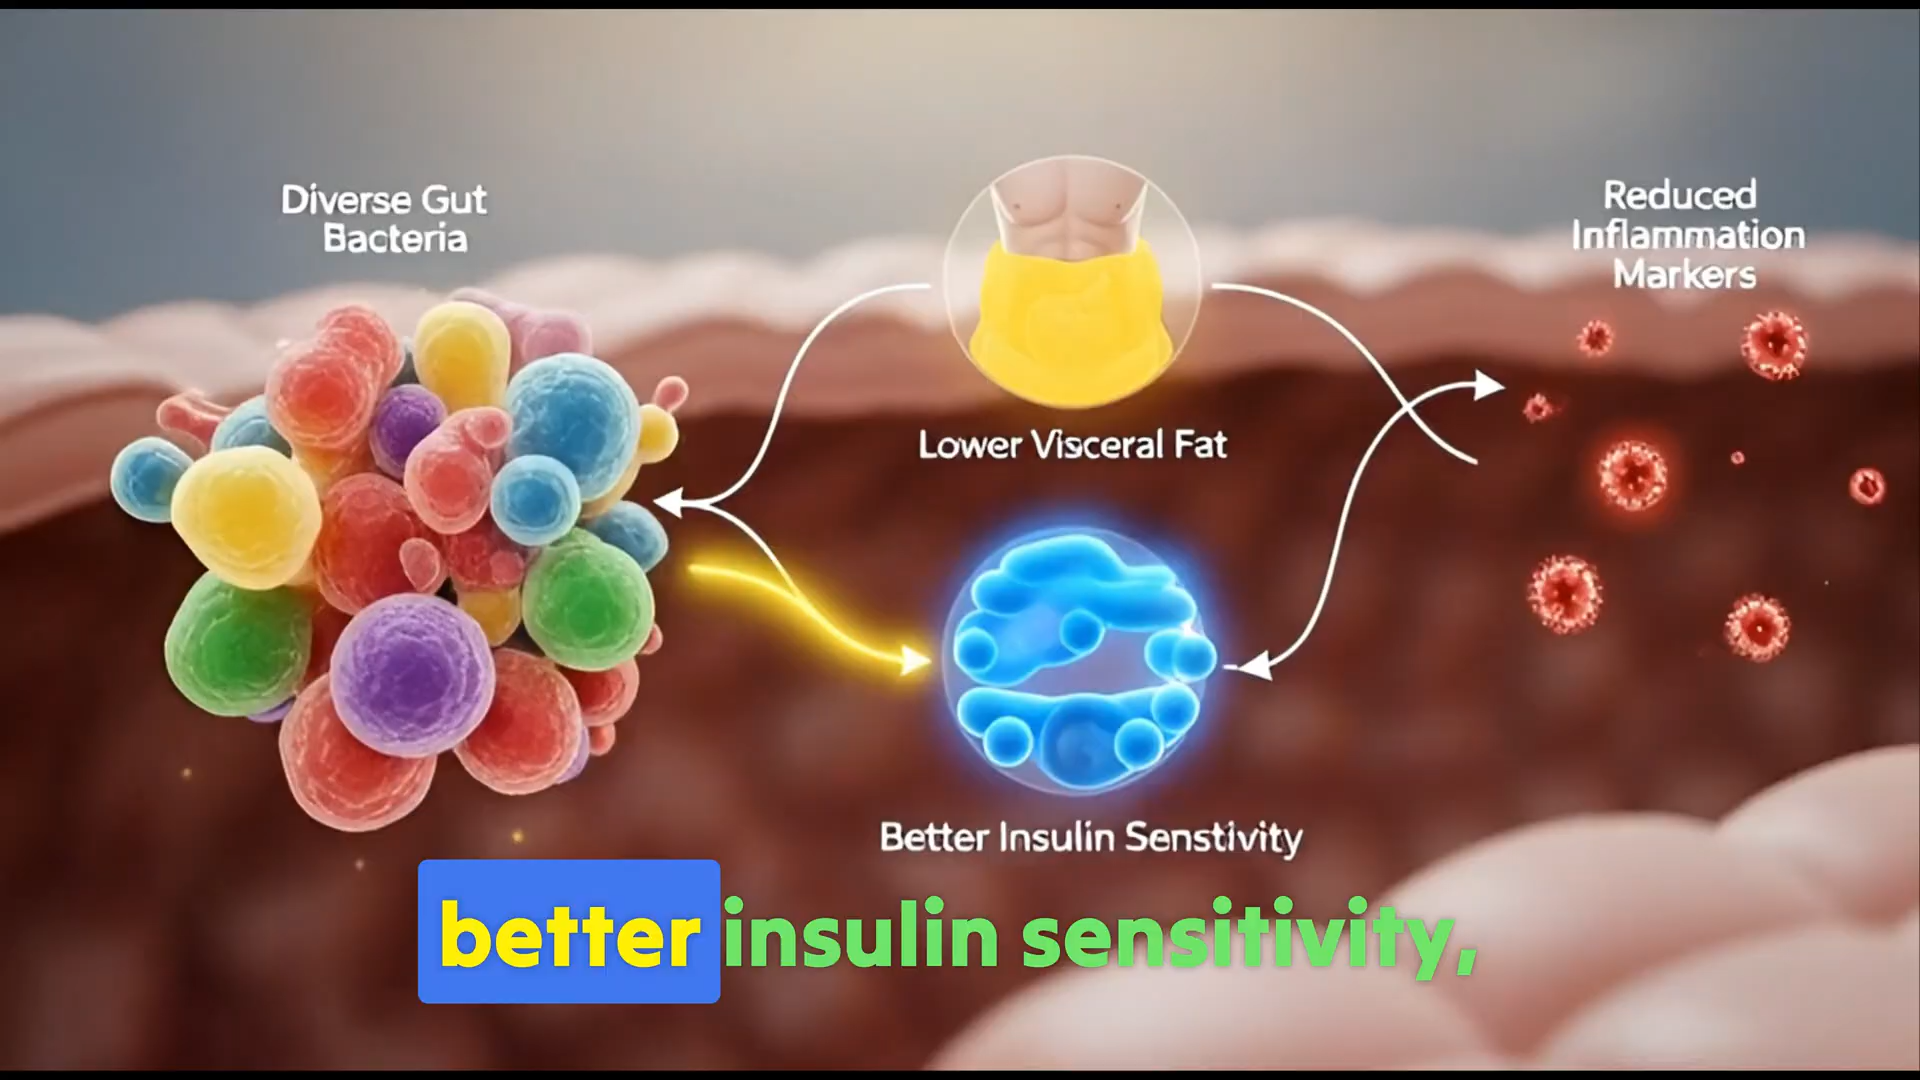 Diverse Gut
Bacteria
Reduced
Inflammation
Markers
Lower Visceral Fat
Better Insulin Senstivity
better insulin sensitivity,